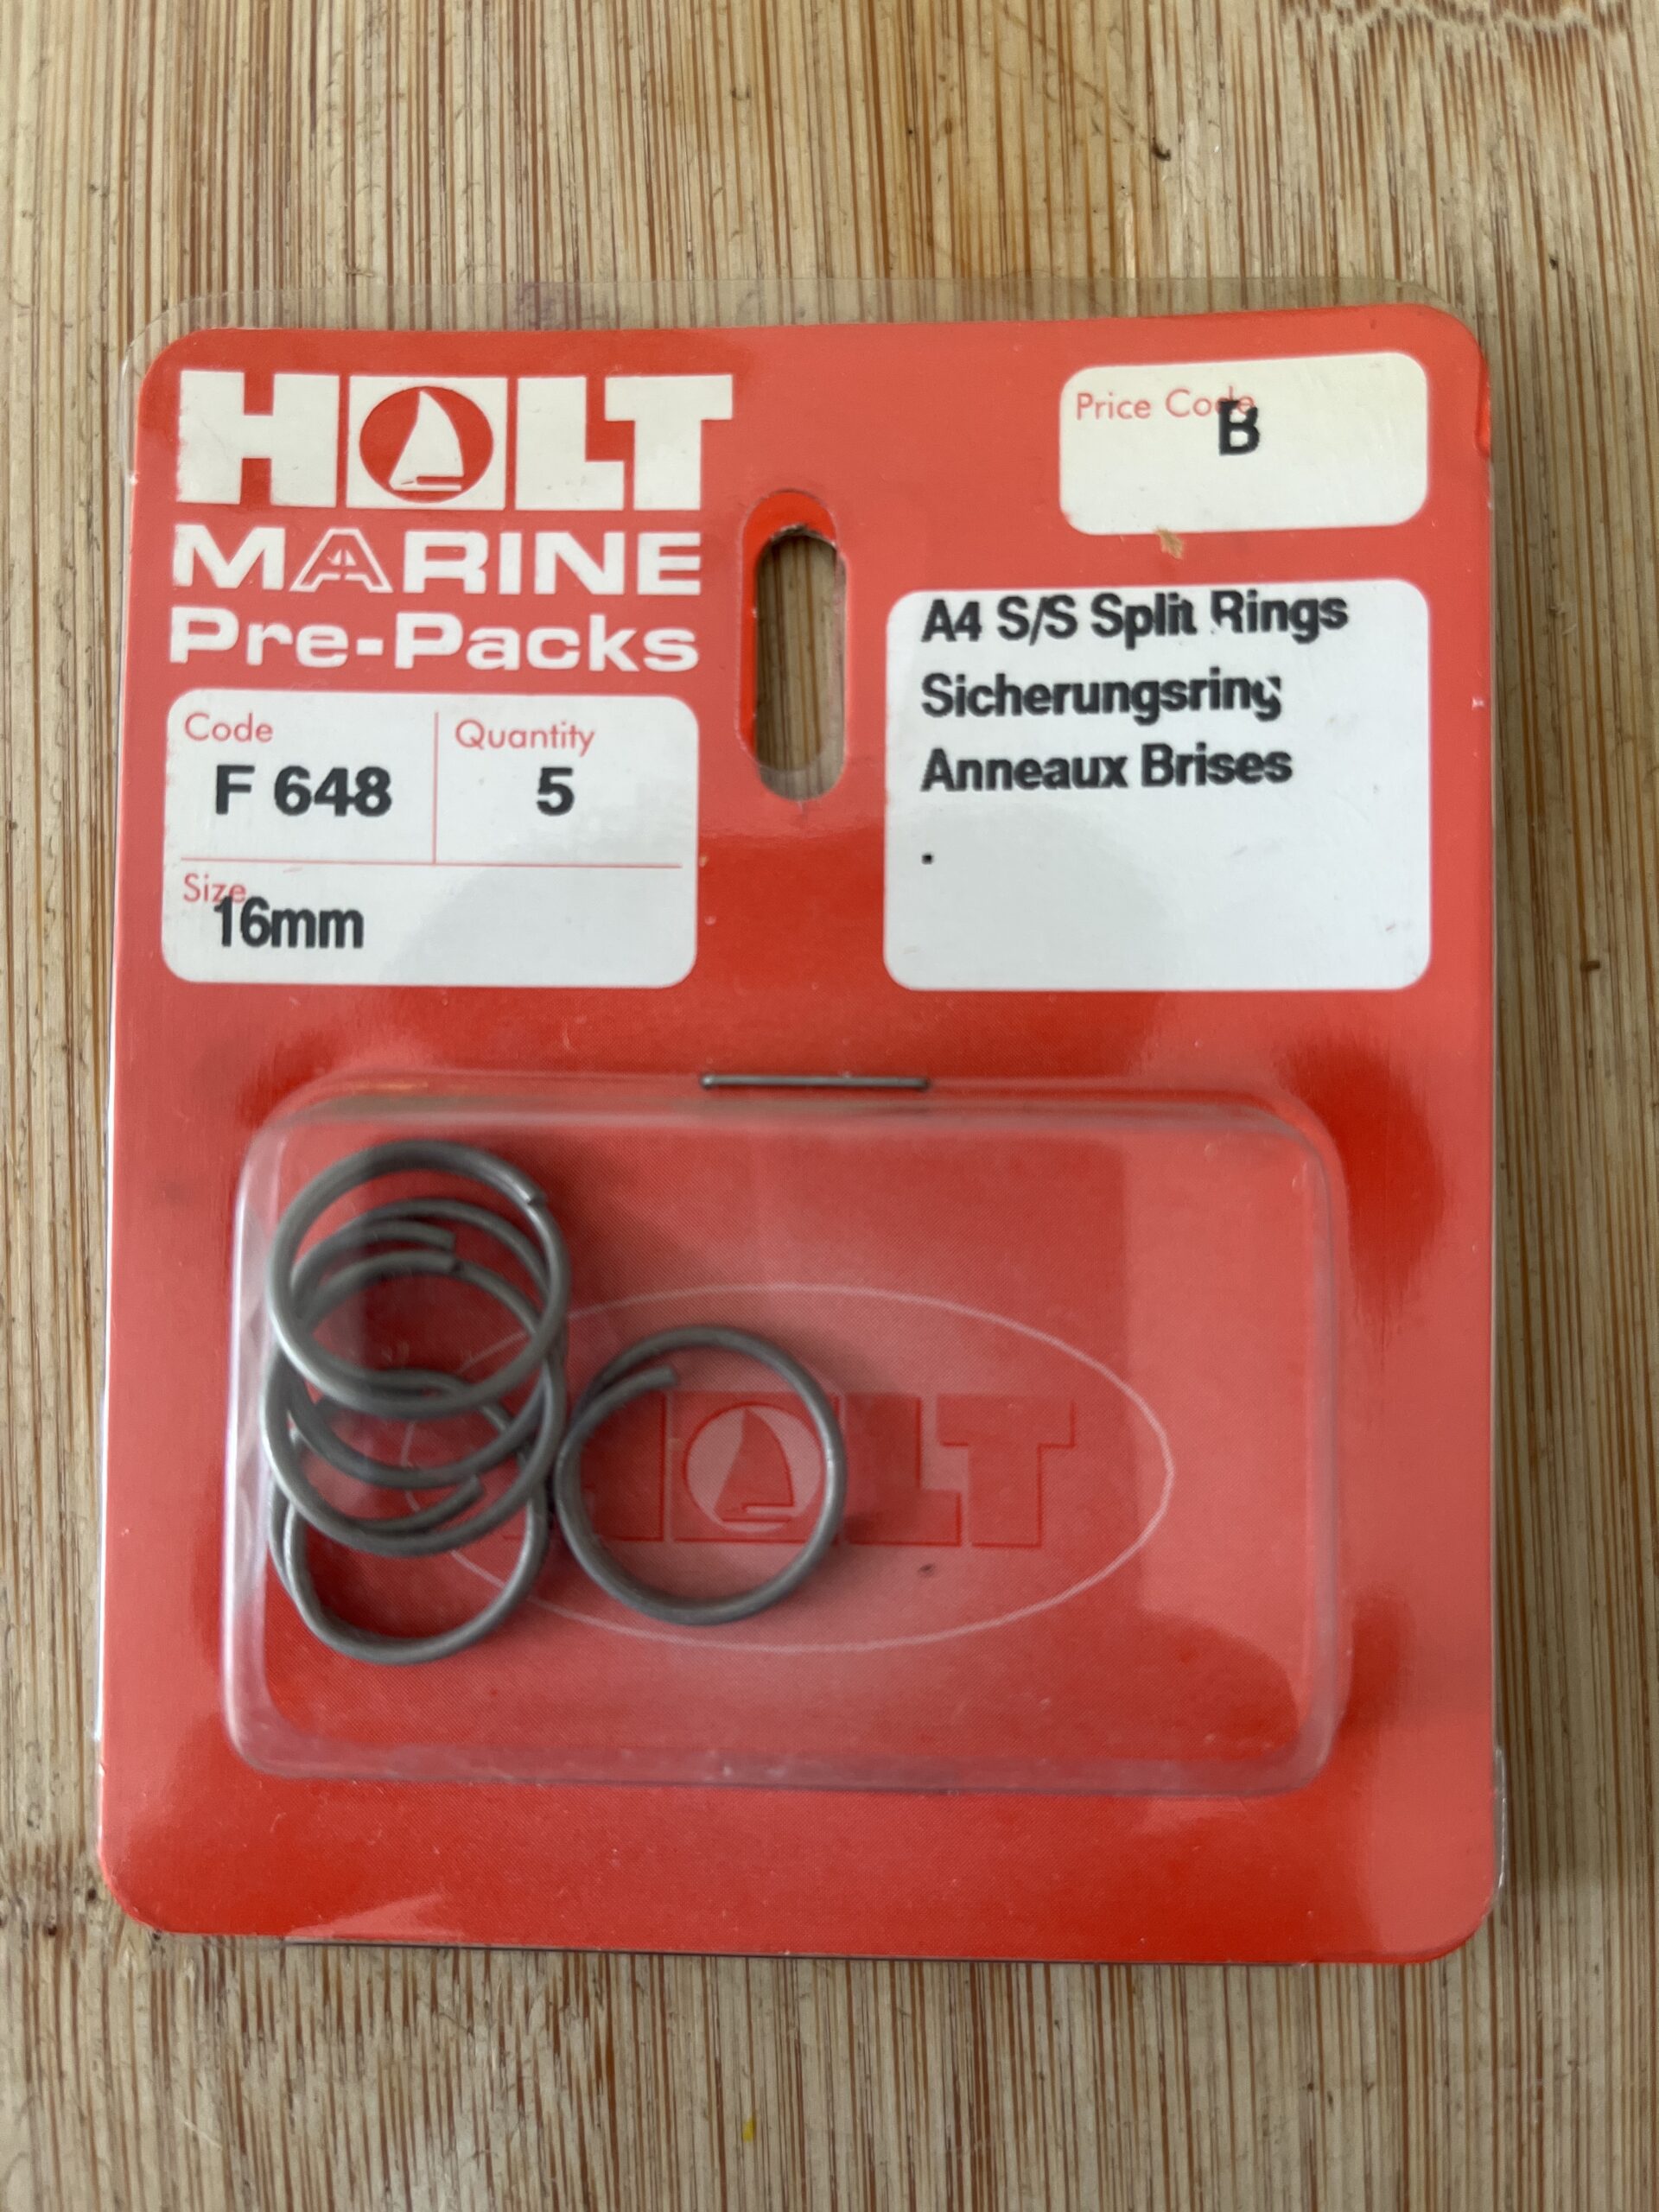 HOLT
MARINE
Pre-Packs
Price Code
B
Code
F 648
Quantity
5
Size
16mm
A4 S/S Split Rings
Sicherungsring
Anneaux Brises
.
HOLT